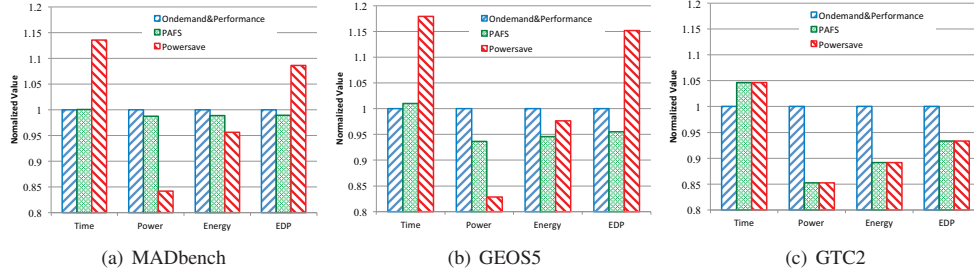 1.2
1.15
1.1
1.05
1
0.95
0.9
0.85
0.8
Normalized Value
Ondemand&Performance
PAFS
Powersave
Time Power Energy EDP
(a) MADbench
1.2
1.15
1.1
1.05
1
0.95
0.9
0.85
0.8
Normalized Value
Ondemand&Performance
PAFS
Powersave
Time Power Energy EDP
(b) GEOS5
1.2
1.15
1.1
1.05
1
0.95
0.9
0.85
0.8
Nomlized Value
Ondemand&Performance
PAFS
Powersave
Time Power Energy EDP
(c) GTC2